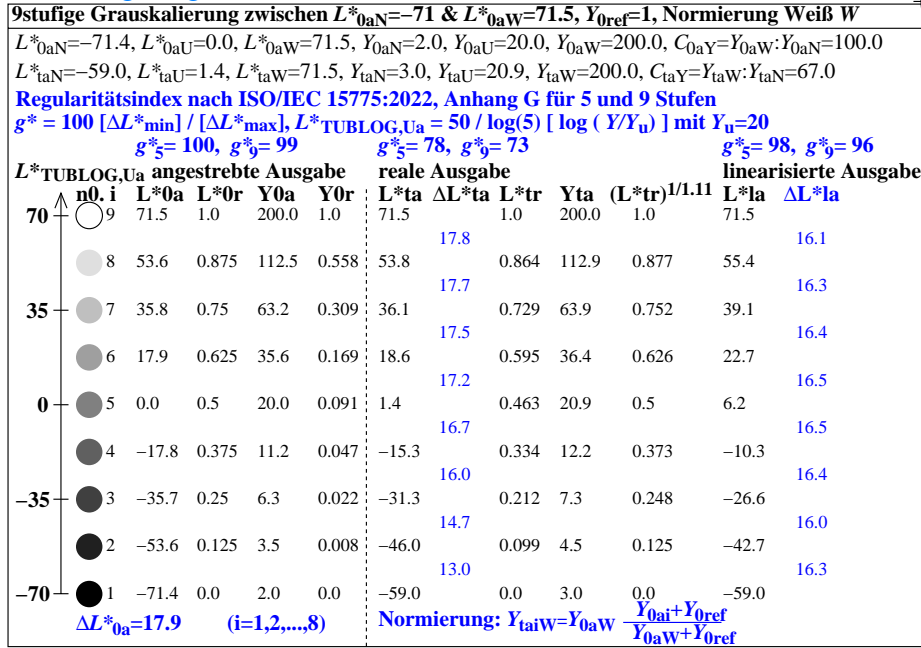 9stufige Grauskalierung zwischen L*0aN=−71 & L*0aW=71.5, Y0ref=1, Normierung Weiß W
L*0aN=−71.4, L*0aU=0.0, L*0aW=71.5, Y0aN=2.0, Y0aU=20.0, Y0aW=200.0, C0aY=Y0aW:Y0aN=100.0
L*taN=−59.0, L*taU=1.4, L*taW=71.5, YtaN=3.0, YtaU=20.9, YtaW=200.0, CtaY=YtaW:YtaN=67.0
Regularitätsindex nach ISO/IEC 15775:2022, Anhang G für 5 und 9 Stufen
g* = 100 [ΔL*min] / [ΔL*max], L*TUBLOG,Ua = 50 / log(5) [ log ( Y/Yu) ] mit Yu=20
g*5= 100, g*9= 99 g*5= 78, g*9= 73 g*5= 98, g*9= 96
L*TUBLOG,Ua angestrebte Ausgabe reale Ausgabe linearisierte Ausgabe
n0. i L*0a L*0r Y0a Y0r L*ta ΔL*ta L*tr Yta (L*tr)1/1.11 L*la ΔL*la
70 9 71.5 1.0 200.0 1.0 71.5 1.0 200.0 1.0 71.5
17.8 16.1
8 53.6 0.875 112.5 0.558 53.8 0.864 112.9 0.877 55.4
17.7 16.3
35 7 35.8 0.75 63.2 0.309 36.1 0.729 63.9 0.752 39.1
17.5 16.4
6 17.9 0.625 35.6 0.169 18.6 0.595 36.4 0.626 22.7
17.2 16.5
0 5 0.0 0.5 20.0 0.091 1.4 0.463 20.9 0.5 6.2
16.7 16.5
4 −17.8 0.375 11.2 0.047 −15.3 0.334 12.2 0.373 −10.3
16.0 16.4
−35 3 −35.7 0.25 6.3 0.022 −31.3 0.212 7.3 0.248 −26.6
14.7 16.0
2 −53.6 0.125 3.5 0.008 −46.0 0.099 4.5 0.125 −42.7
13.0 16.3
−70 1 −71.4 0.0 2.0 0.0 −59.0 0.0 3.0 0.0 −59.0
ΔL*0a=17.9 (i=1,2,...,8) Normierung: YtaiW=Y0aW Y0ai+Y0ref
Y0aW+Y0ref